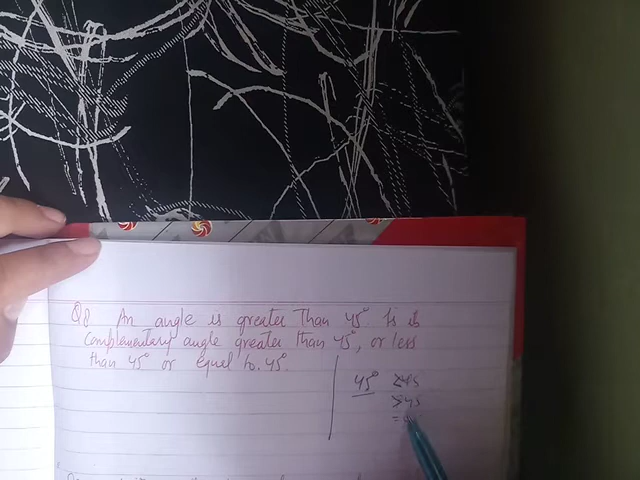 Q8 An angle is greater than 45°. Is its
complementary angle greater than 45°, or less
than 45° or equal to 45°.
45° <45
>45